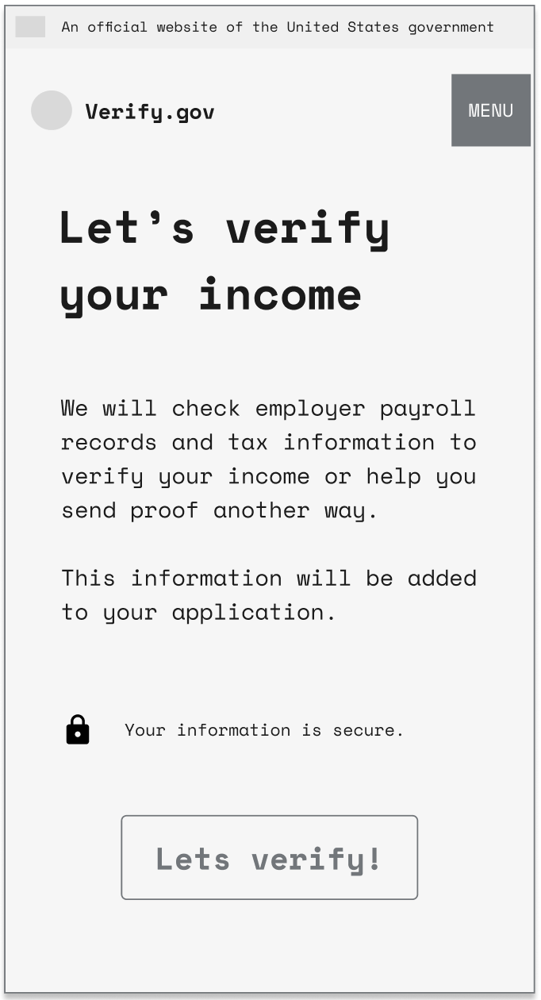 An official website of the United States government
Verify.gov
MENU
Let’s verify
your income
We will check employer payroll
records and tax information to
verify your income or help you
send proof another way.
This information will be added
to your application.
Your information is secure.
Lets verify!